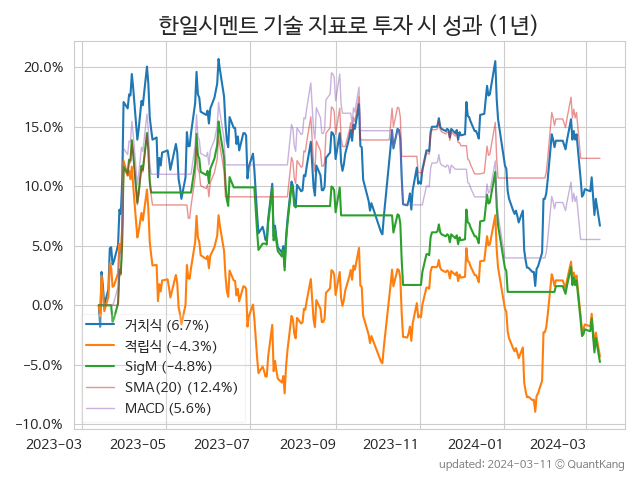 한일시멘트 기술 지표로 투자 시 성과 (1년)
20.0%
15.0%
10.0%
5.0%
0.0%
−5.0%
−10.0%
거치식 (6.7%)
적립식 (−4.3%)
SigM (−4.8%)
SMA(20) (12.4%)
MACD (5.6%)
2023-03 2023-05 2023-07 2023-09 2023-11 2024-01 2024-03
updated: 2024-03-11 © QuantKang